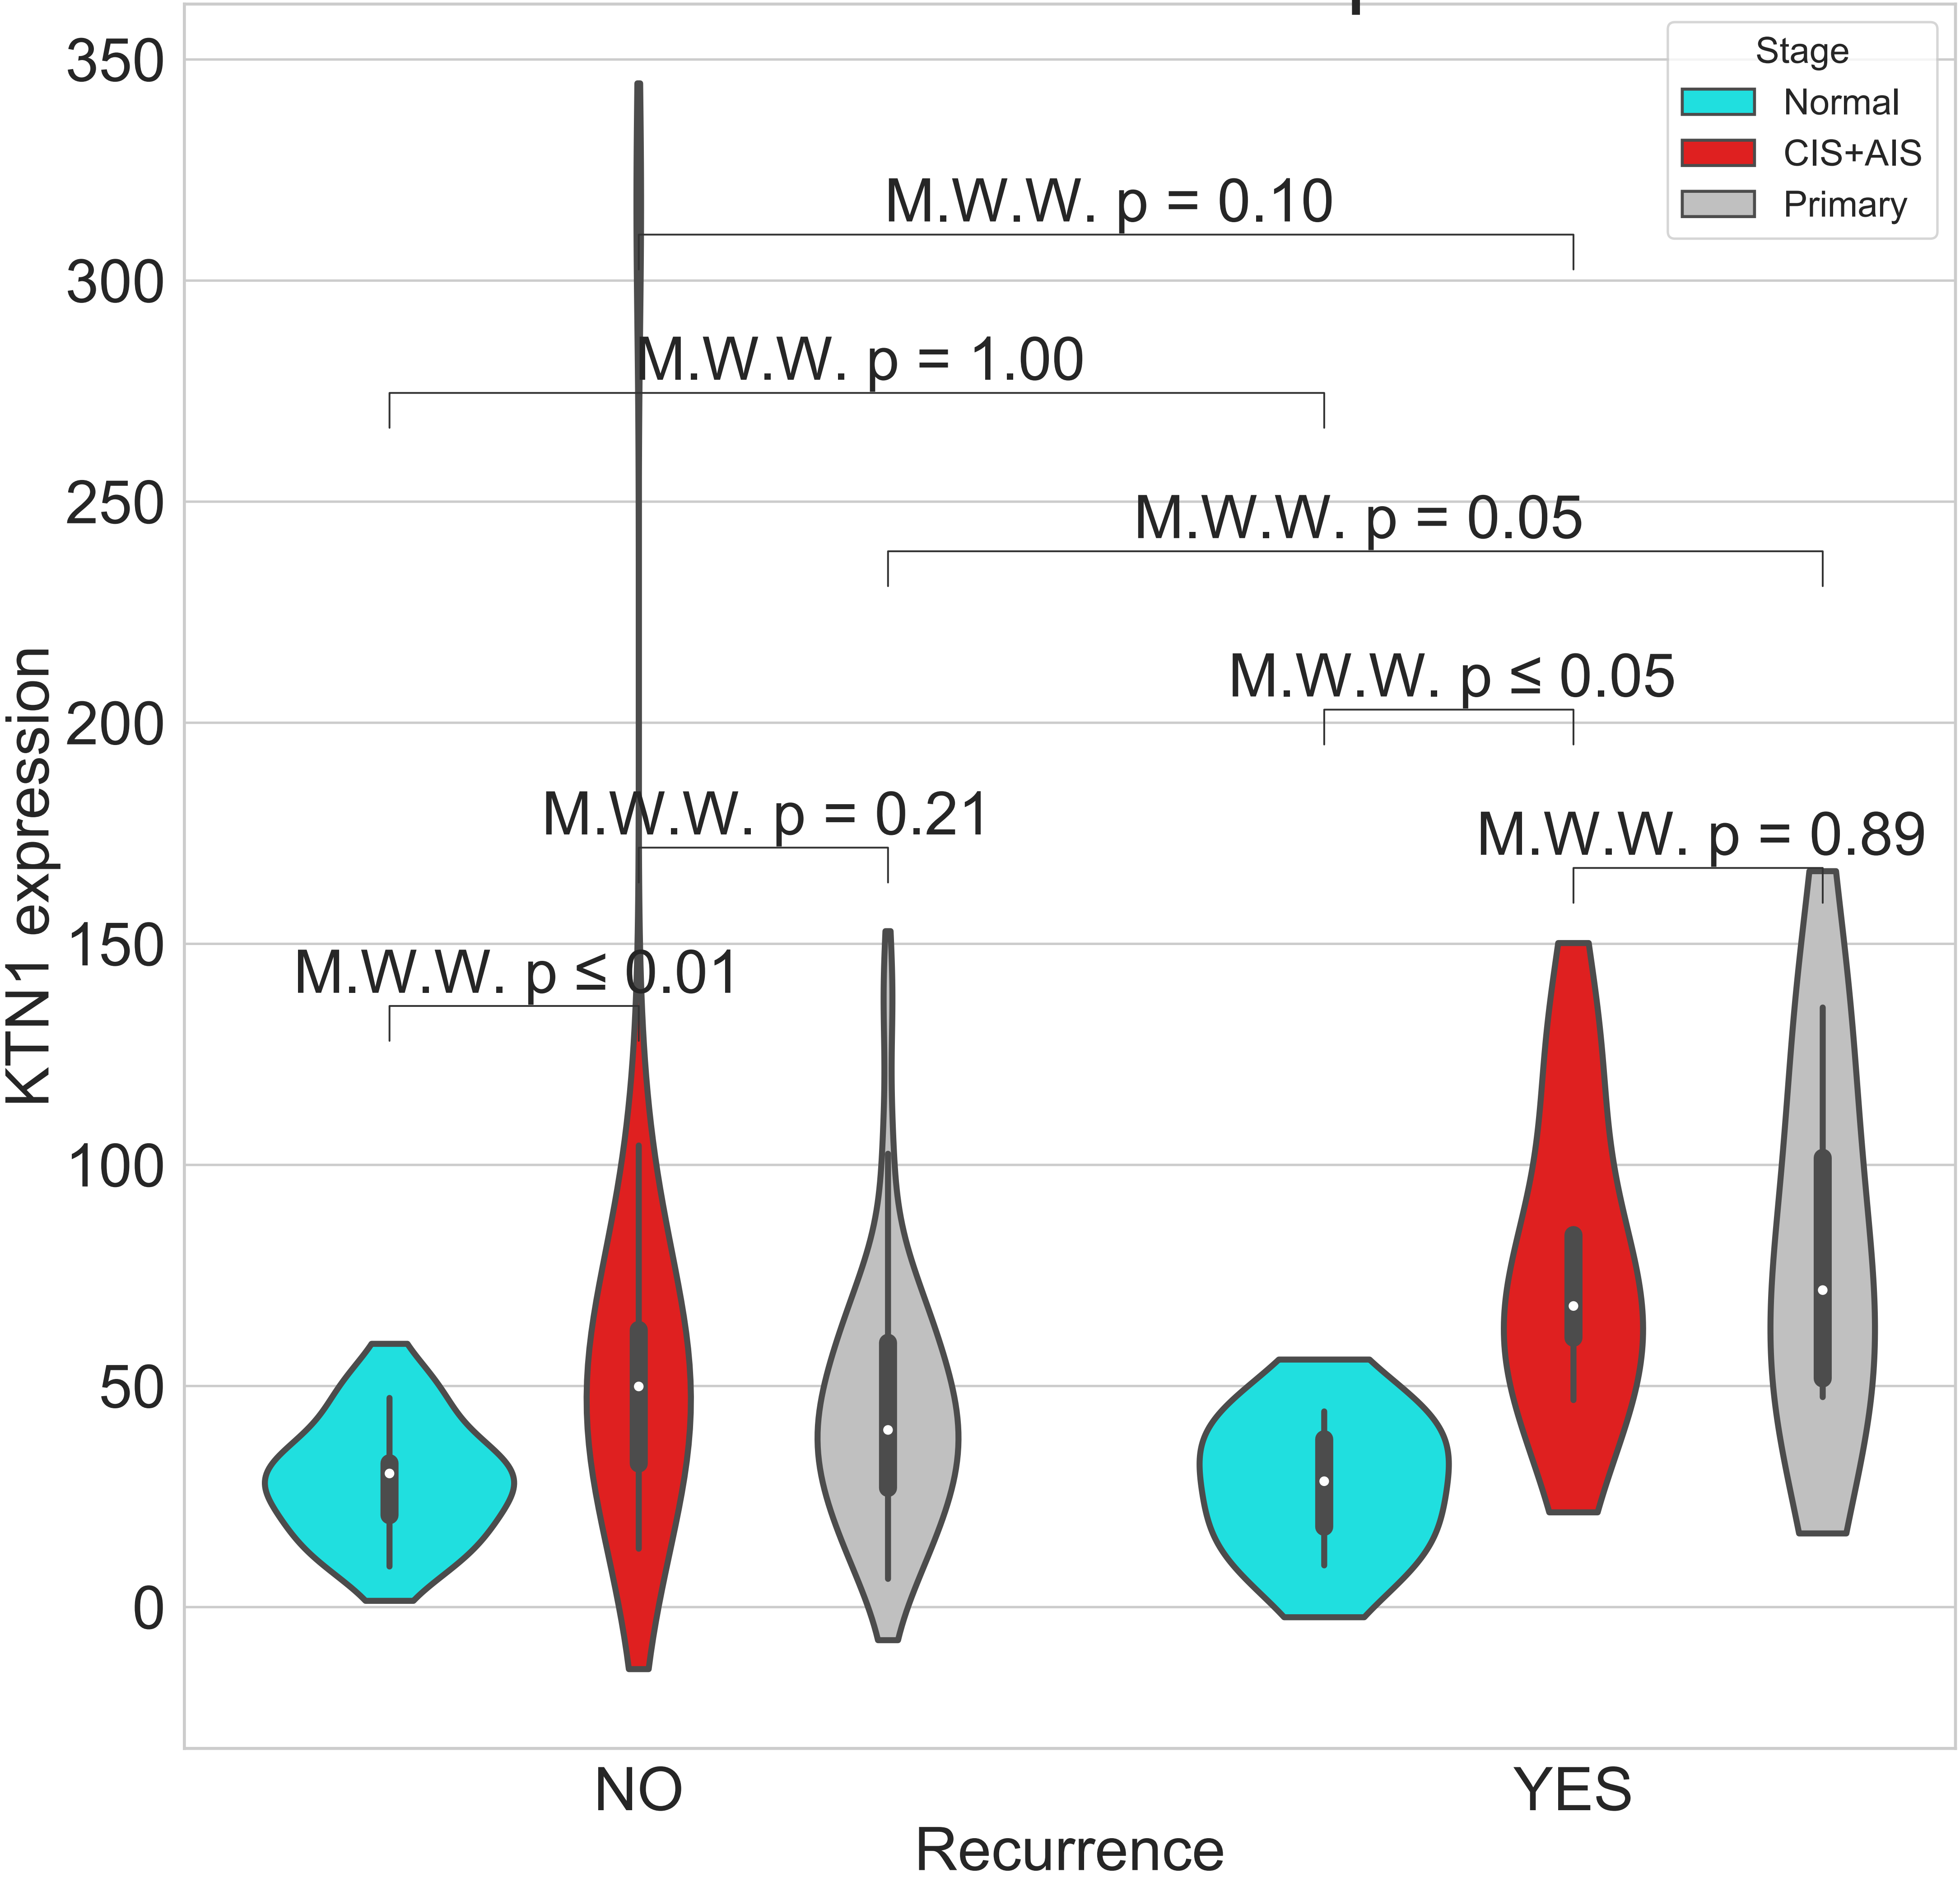 350
300
250
200
150
100
50
0
KTN1 expression
Stage
Normal
CIS+AIS
Primary
M.W.W. p = 0.10
M.W.W. p = 1.00
M.W.W. p = 0.05
M.W.W. p ≤ 0.05
M.W.W. p = 0.21
M.W.W. p = 0.89
M.W.W. p ≤ 0.01
NO
YES
Recurrence